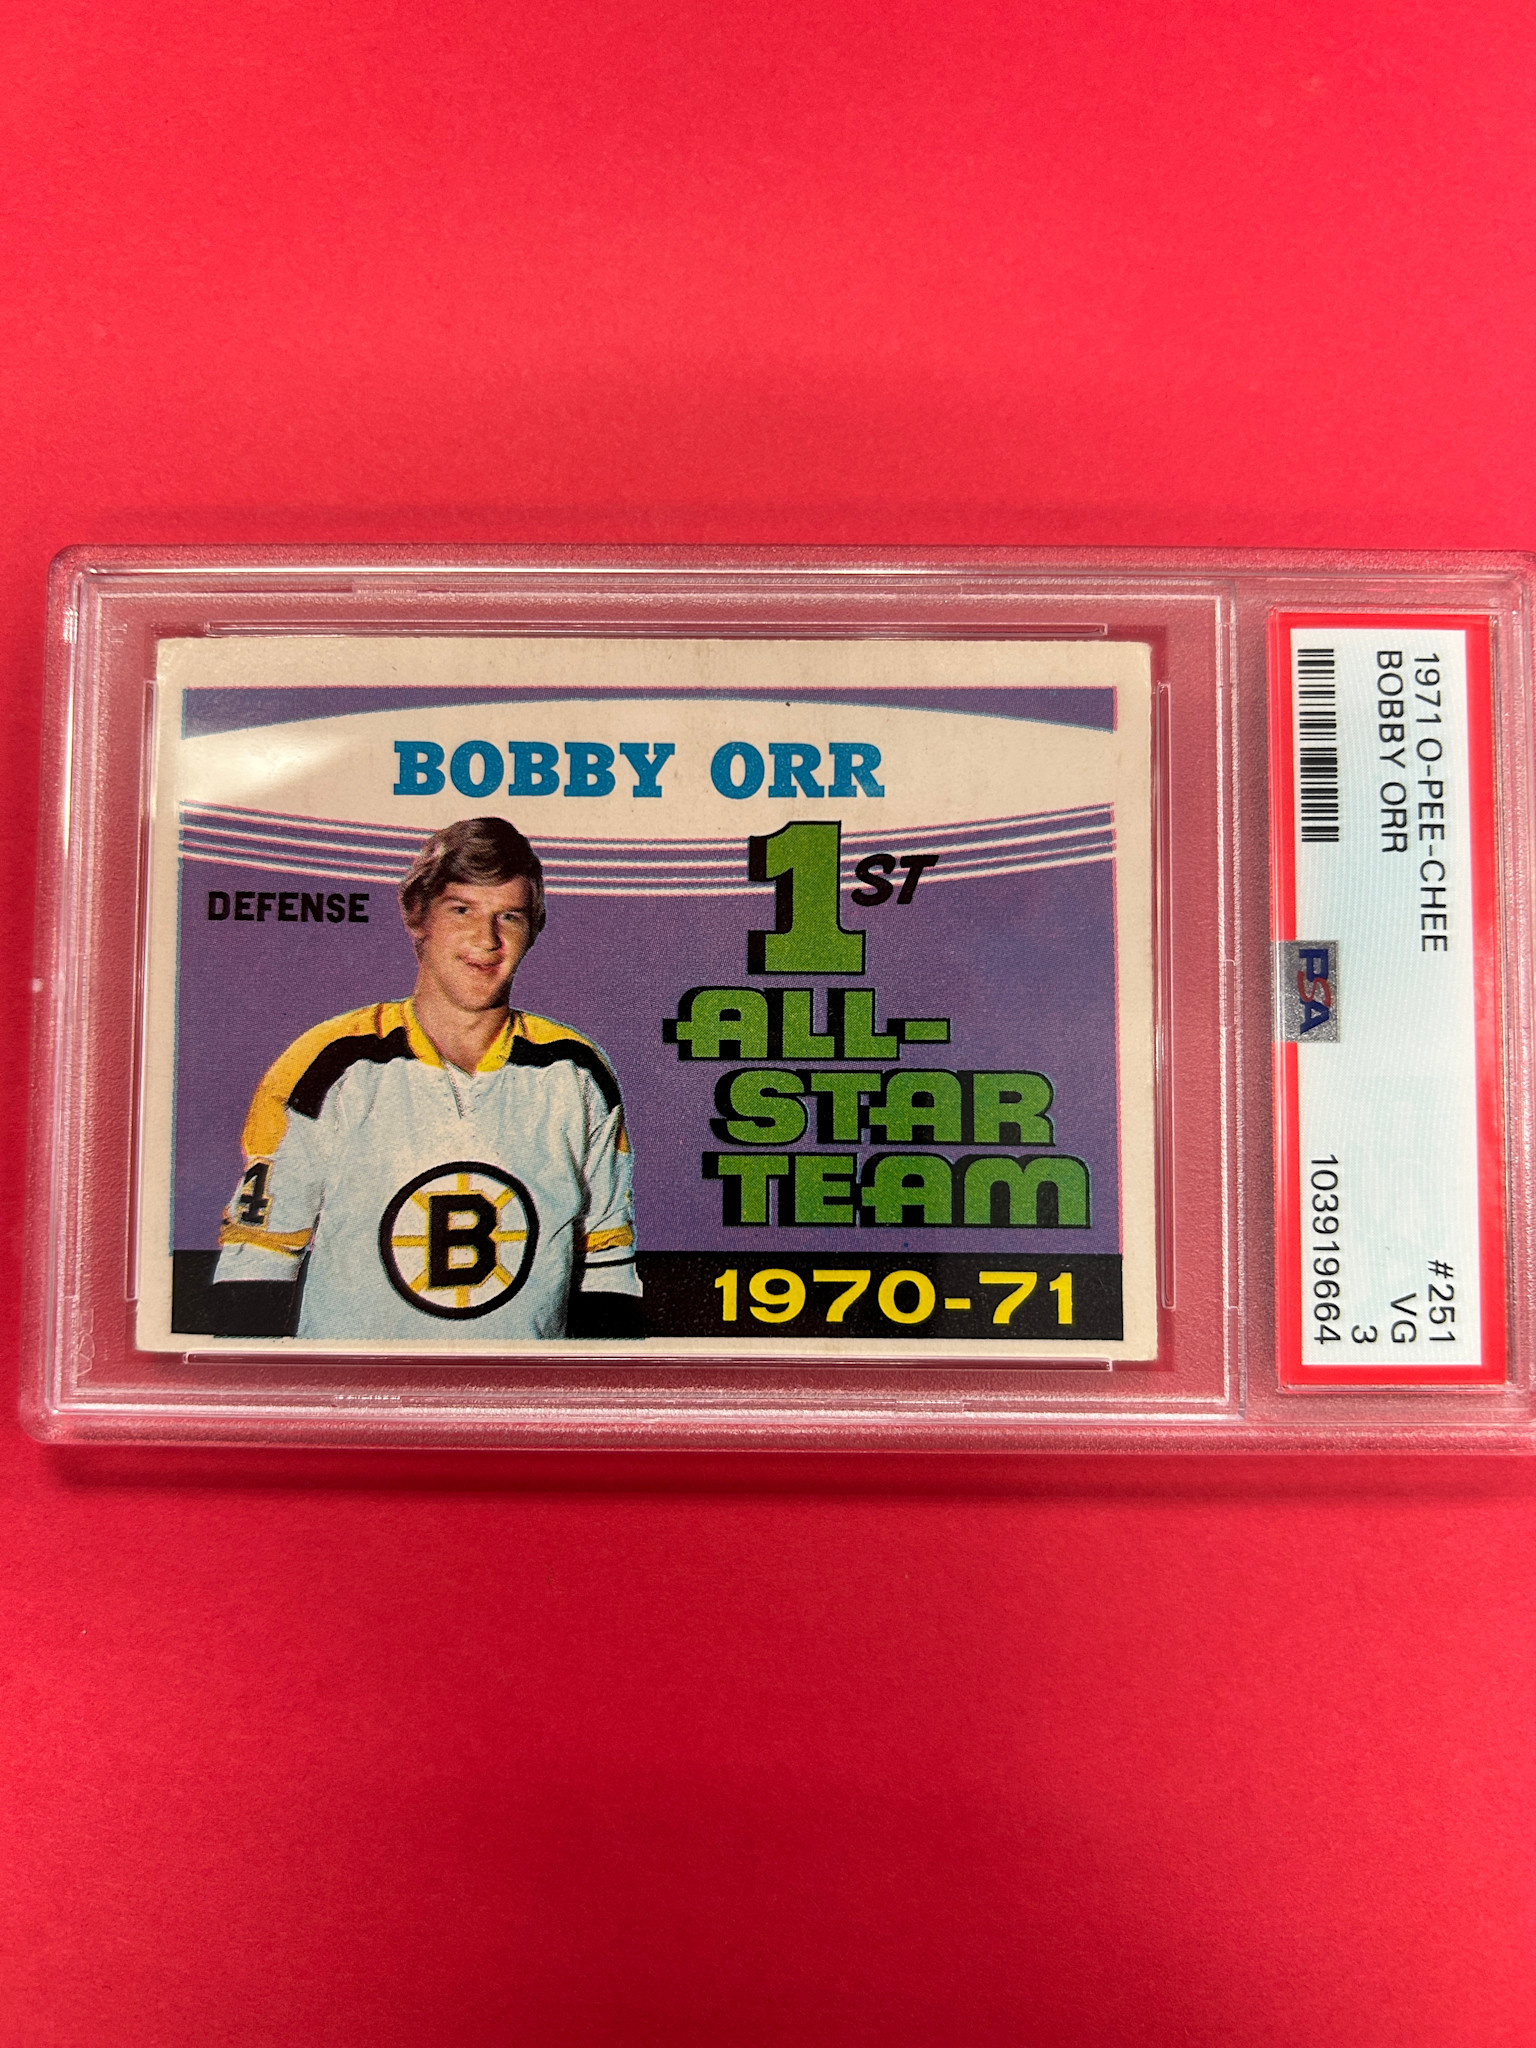 BOBBY ORR
DEFENSE
1ST
ALL-
STAR
TEAM
4
B
1970-71
1971 O-PEE-CHEE #251
BOBBY ORR VG
3
PSA
103919664